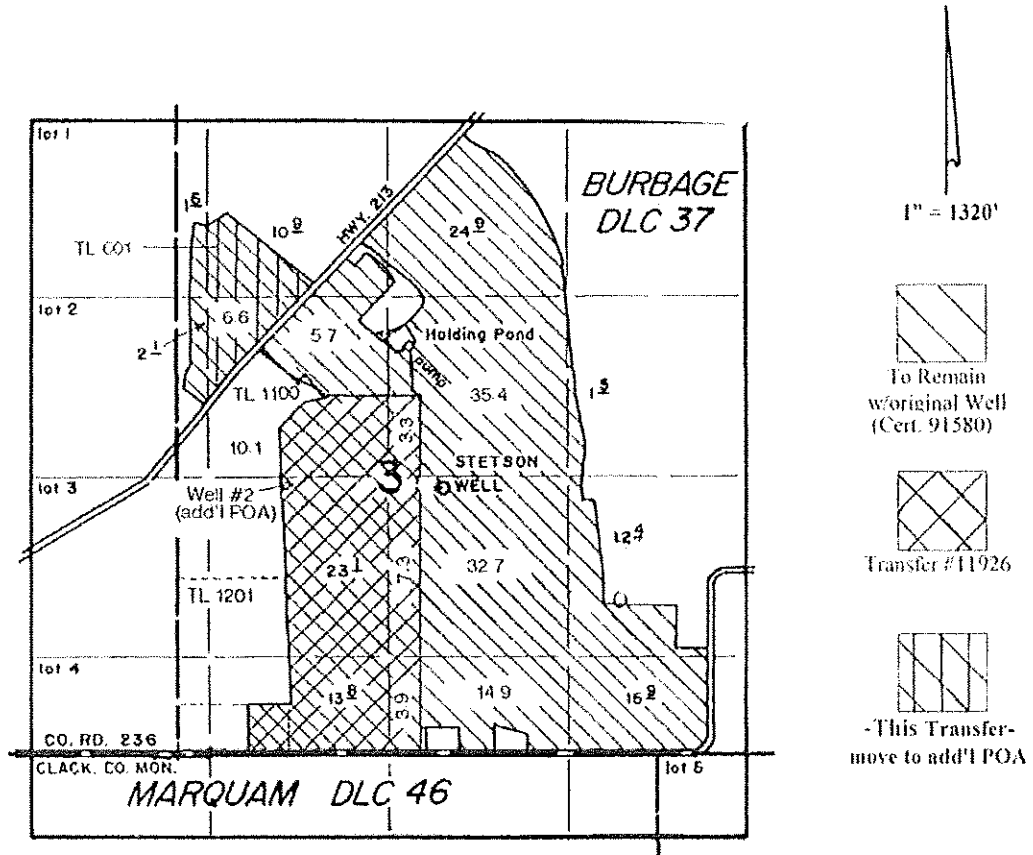 lot 1
BURBAGE
DLC 37
HWY. 213
1 5
10 9
24 9
TL 601
lot 2
6.6
5.7
2 1
Holding Pond
PUMP
TL 1100
35.4
1 5
10.1
3.3
3
STETSON
WELL
lot 3
Well #2
(add'l POA)
12 4
23 1
7.3
32.7
TL 1201
lot 4
13 8
3.9
14.9
15 9
CO. RD. 236
CLACK. CO. MON.
lot 5
MARQUAM DLC 46
1" = 1320'
To Remain
w/original Well
(Cert. 91580)
Transfer #11926
-This Transfer-
move to add'l POA